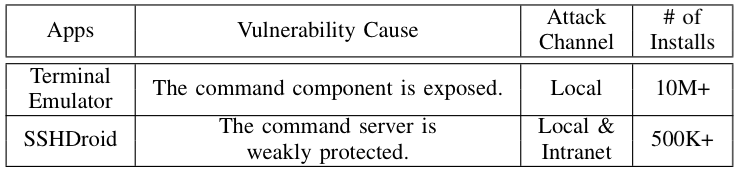 Apps Vulnerability Cause Attack Channel # of Installs
Terminal Emulator The command component is exposed. Local 10M+
SSHDroid The command server is weakly protected. Local & Intranet 500K+